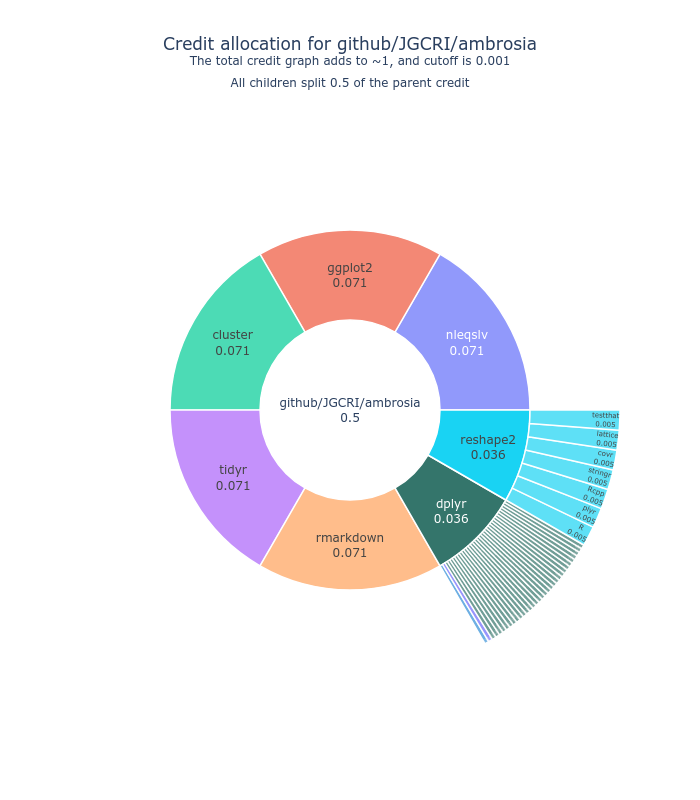 Credit allocation for github/JGCRI/ambrosia
The total credit graph adds to ~1, and cutoff is 0.001
All children split 0.5 of the parent credit
ggplot2
0.071
nleqslv
0.071
cluster
0.071
github/JGCRI/ambrosia
0.5
tidyr
0.071
rmarkdown
0.071
dplyr
0.036
reshape2
0.036
testthat
0.005
lattice
0.005
covr
0.005
stringr
0.005
Rcpp
0.005
plyr
0.005
R
0.005